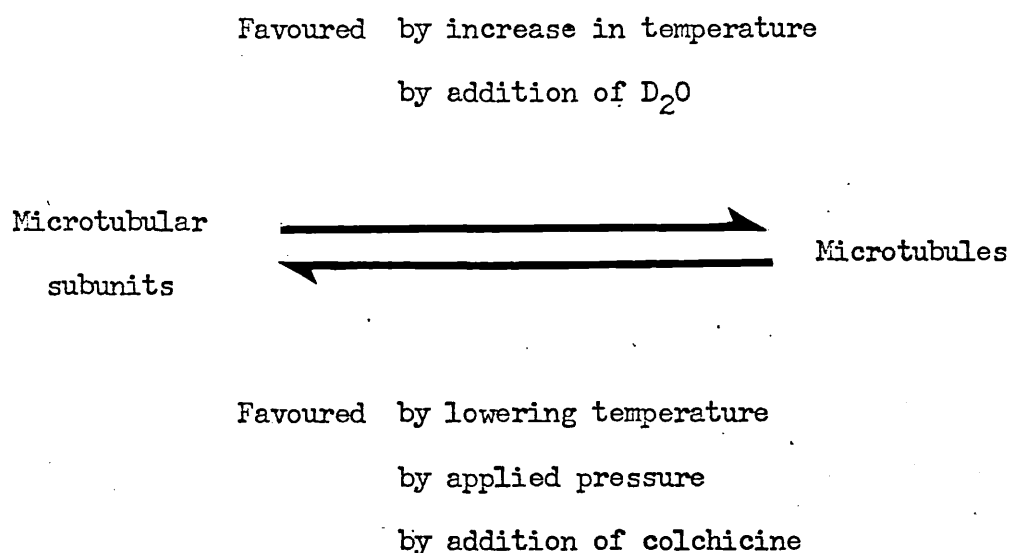 Favoured by increase in temperature
by addition of D₂O
Microtubular
subunits
Microtubules
Favoured by lowering temperature
by applied pressure
by addition of colchicine